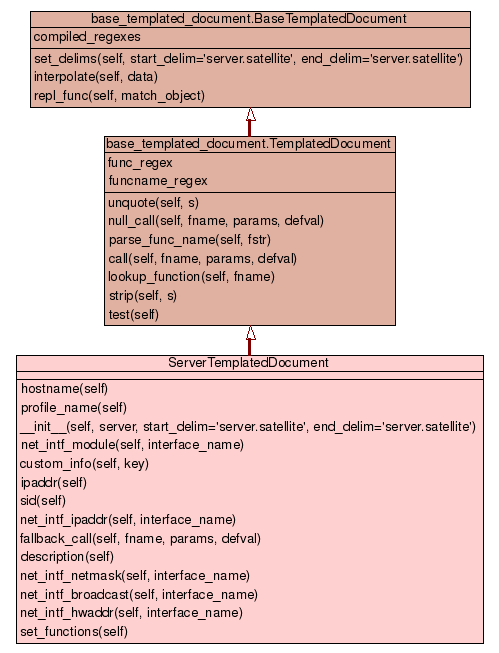 base_templated_document.BaseTemplatedDocument
compiled_regexes
set_delims(self, start_delim='server.satellite', end_delim='server.satellite')
interpolate(self, data)
repl_func(self, match_object)
base_templated_document.TemplatedDocument
func_regex
funcname_regex
unquote(self, s)
null_call(self, fname, params, defval)
parse_func_name(self, fstr)
call(self, fname, params, defval)
lookup_function(self, fname)
strip(self, s)
test(self)
ServerTemplatedDocument
hostname(self)
profile_name(self)
__init__(self, server, start_delim='server.satellite', end_delim='server.satellite')
net_intf_module(self, interface_name)
custom_info(self, key)
ipaddr(self)
sid(self)
net_intf_ipaddr(self, interface_name)
fallback_call(self, fname, params, defval)
description(self)
net_intf_netmask(self, interface_name)
net_intf_broadcast(self, interface_name)
net_intf_hwaddr(self, interface_name)
set_functions(self)